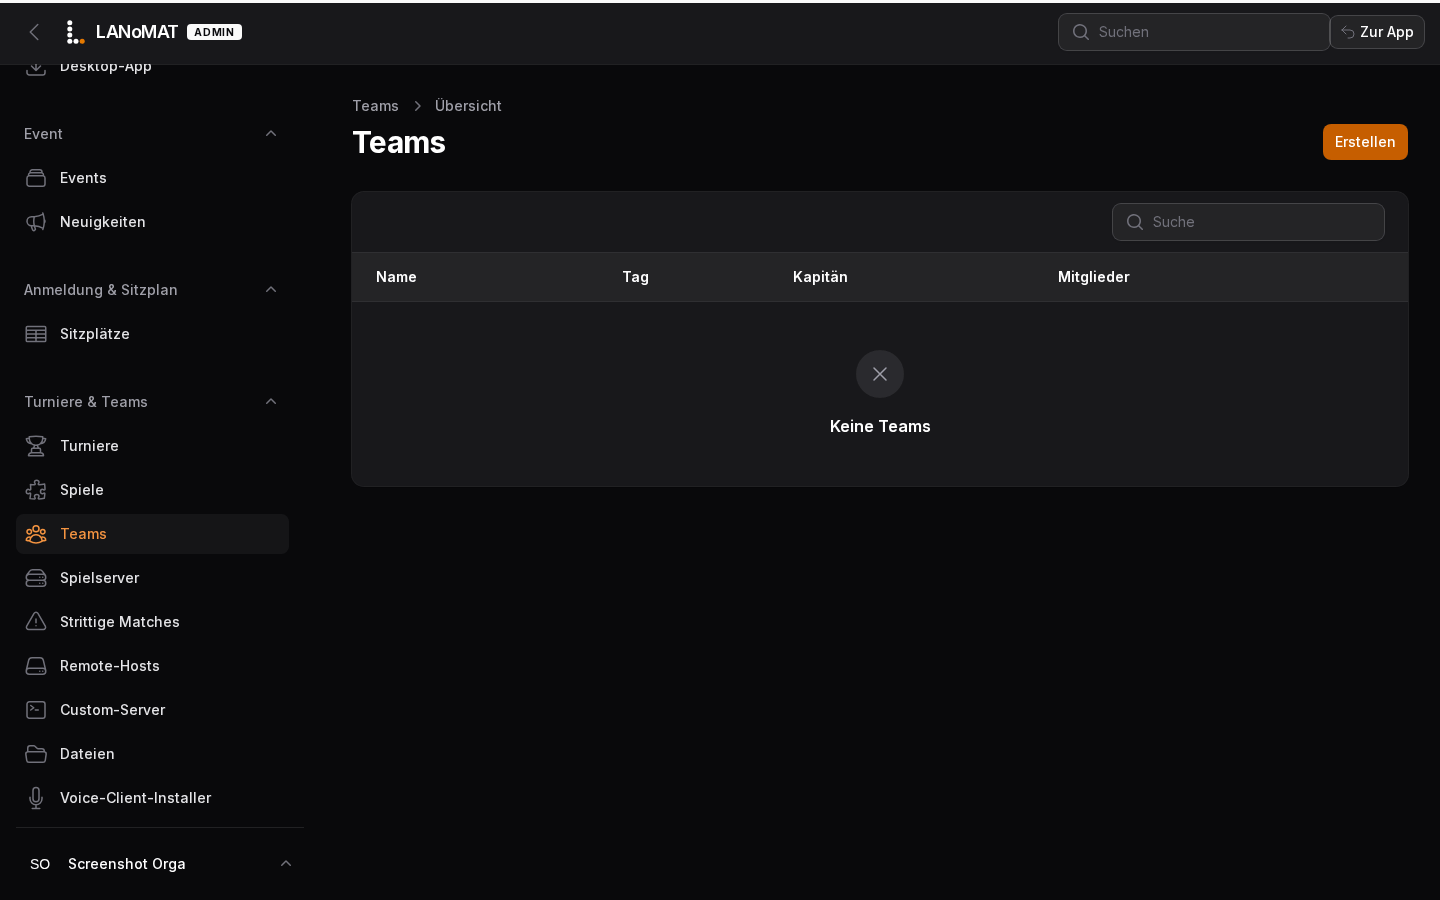 LANoMAT ADMIN
Suchen
Zur App
Desktop-App
Event
Events
Neuigkeiten
Anmeldung & Sitzplan
Sitzplätze
Turniere & Teams
Turniere
Spiele
Teams
Spielserver
Strittige Matches
Remote-Hosts
Custom-Server
Dateien
Voice-Client-Installer
SO Screenshot Orga
Teams Übersicht
Teams
Erstellen
Suche
Name Tag Kapitän Mitglieder
Keine Teams